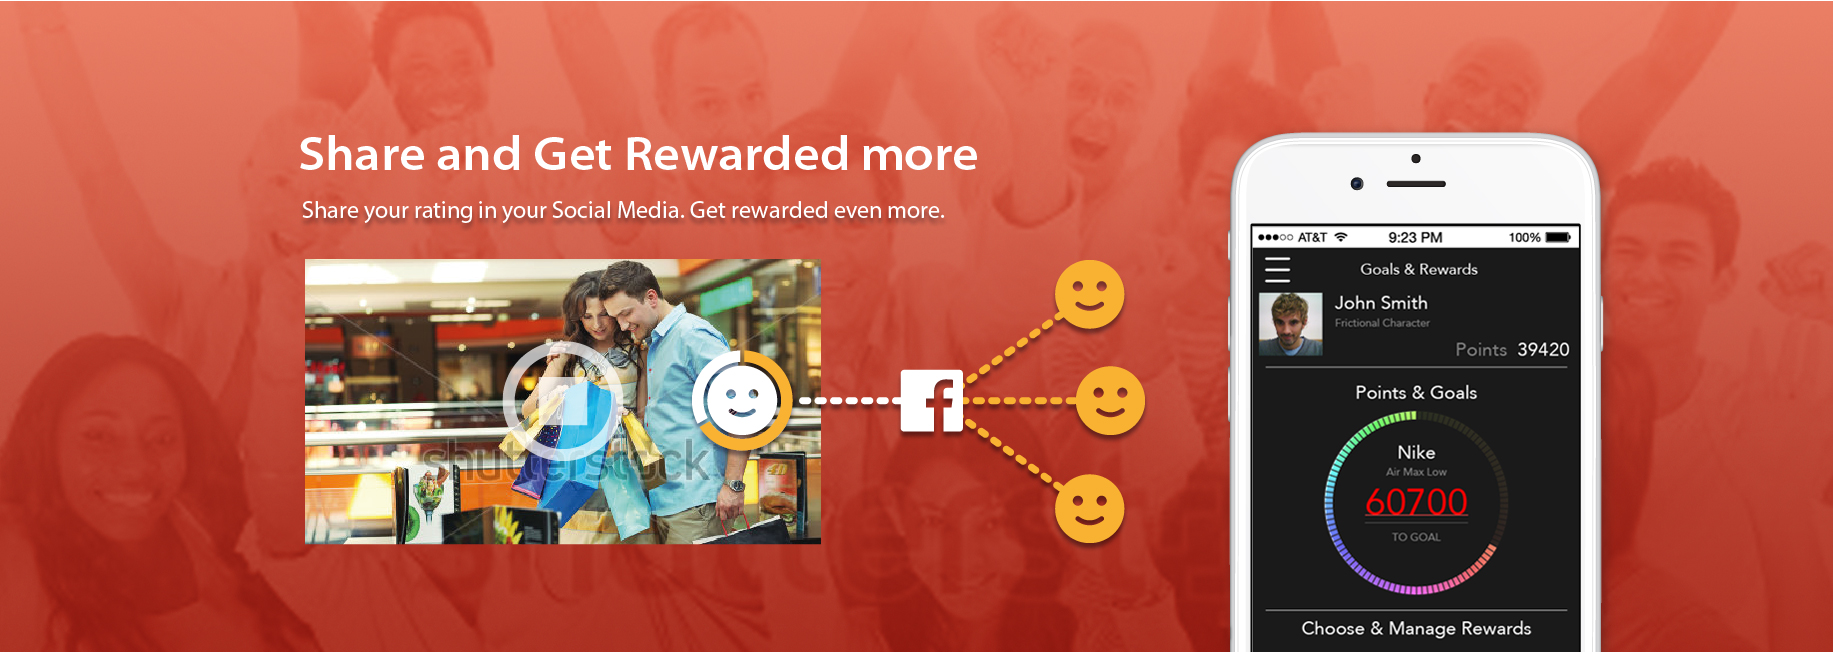 Share and Get Rewarded more
Share your rating in your Social Media. Get rewarded even more.
shutterstock
f
AT&T 9:23 PM 100%
Goals & Rewards
John Smith
Frictional Character
Points 39420
Points & Goals
Nike
Air Max Low
60700
TO GOAL
Choose & Manage Rewards